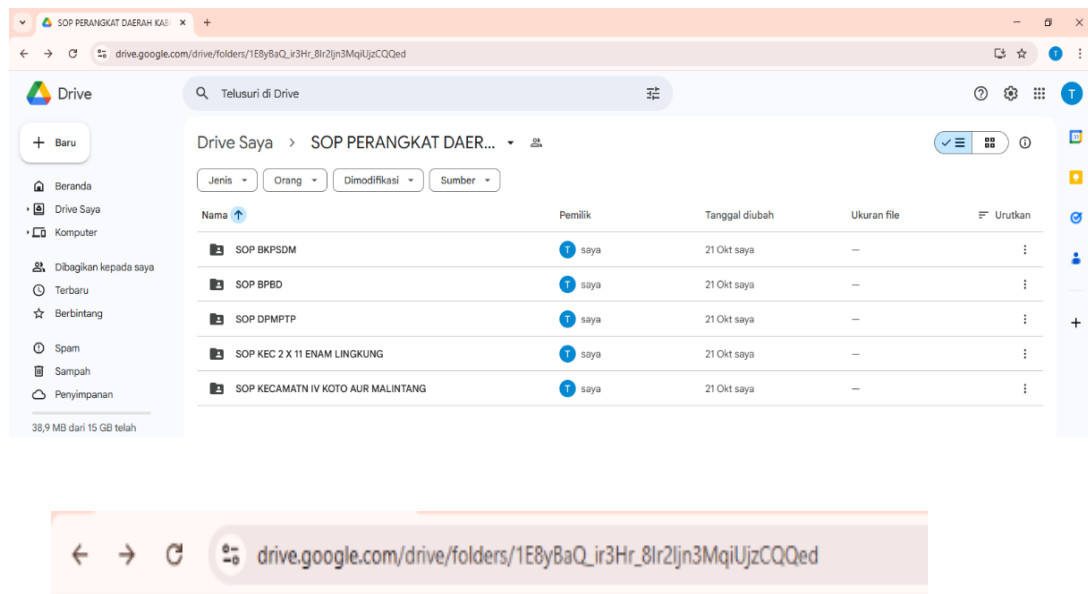 SOP PERANGKAT DAERAH KAB
drive.google.com/drive/folders/1E8yBaQ_ir3Hr_8Ir2Ijn3MqiUjzCQQed
T
Drive
Telusuri di Drive
T
Baru
Drive Saya > SOP PERANGKAT DAER...
Jenis Orang Dimodifikasi Sumber
Beranda
Drive Saya
Komputer
Dibagikan kepada saya
Terbaru
Berbintang
Spam
Sampah
Penyimpanan
38,9 MB dari 15 GB telah
Nama Pemilik Tanggal diubah Ukuran file Urutkan
SOP BKPSDM T saya 21 Okt saya —
SOP BPBD T saya 21 Okt saya —
SOP DPMPTP T saya 21 Okt saya —
SOP KEC 2 X 11 ENAM LINGKUNG T saya 21 Okt saya —
SOP KECAMATN IV KOTO AUR MALINTANG T saya 21 Okt saya —
drive.google.com/drive/folders/1E8yBaQ_ir3Hr_8Ir2Ijn3MqiUjzCQQed